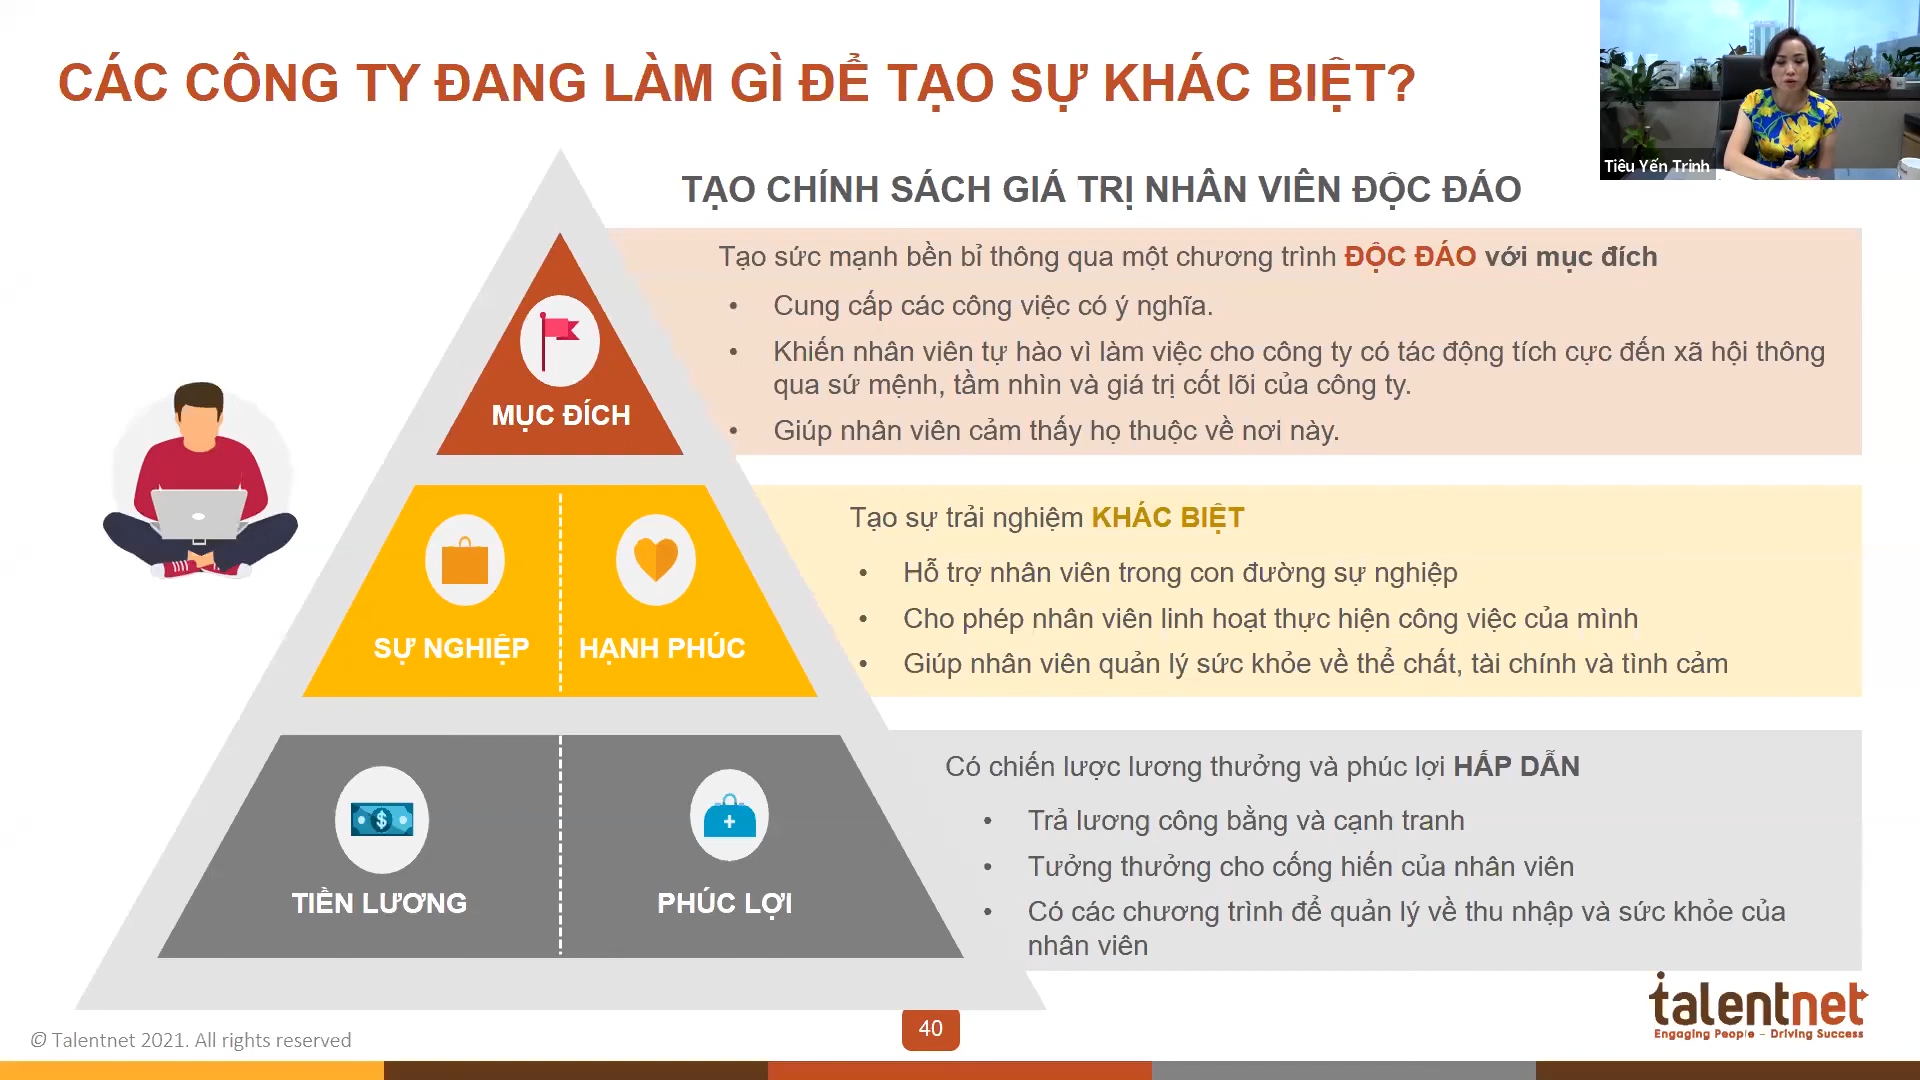 CÁC CÔNG TY ĐANG LÀM GÌ ĐỂ TẠO SỰ KHÁC BIỆT?
Tiêu Yến Trinh
TẠO CHÍNH SÁCH GIÁ TRỊ NHÂN VIÊN ĐỘC ĐÁO
Tạo sức mạnh bền bỉ thông qua một chương trình ĐỘC ĐÁO với mục đích
• Cung cấp các công việc có ý nghĩa.
• Khiến nhân viên tự hào vì làm việc cho công ty có tác động tích cực đến xã hội thông
qua sứ mệnh, tầm nhìn và giá trị cốt lõi của công ty.
• Giúp nhân viên cảm thấy họ thuộc về nơi này.
MỤC ĐÍCH
Tạo sự trải nghiệm KHÁC BIỆT
• Hỗ trợ nhân viên trong con đường sự nghiệp
• Cho phép nhân viên linh hoạt thực hiện công việc của mình
• Giúp nhân viên quản lý sức khỏe về thể chất, tài chính và tình cảm
SỰ NGHIỆP
HẠNH PHÚC
Có chiến lược lương thưởng và phúc lợi HẤP DẪN
• Trả lương công bằng và cạnh tranh
• Tưởng thưởng cho cống hiến của nhân viên
• Có các chương trình để quản lý về thu nhập và sức khỏe của
nhân viên
$
TIỀN LƯƠNG
PHÚC LỢI
talentnet
Engaging People – Driving Success
© Talentnet 2021. All rights reserved
40